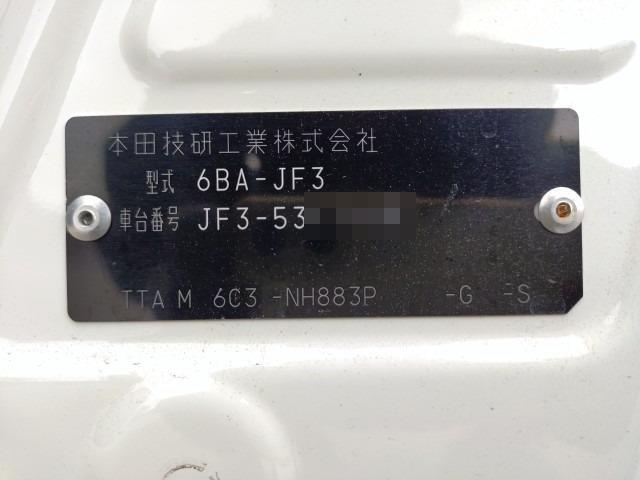 本田技研工業株式会社
型式 6BA-JF3
車台番号 JF3-53
TTA M 6C3 -NH883P -G -S